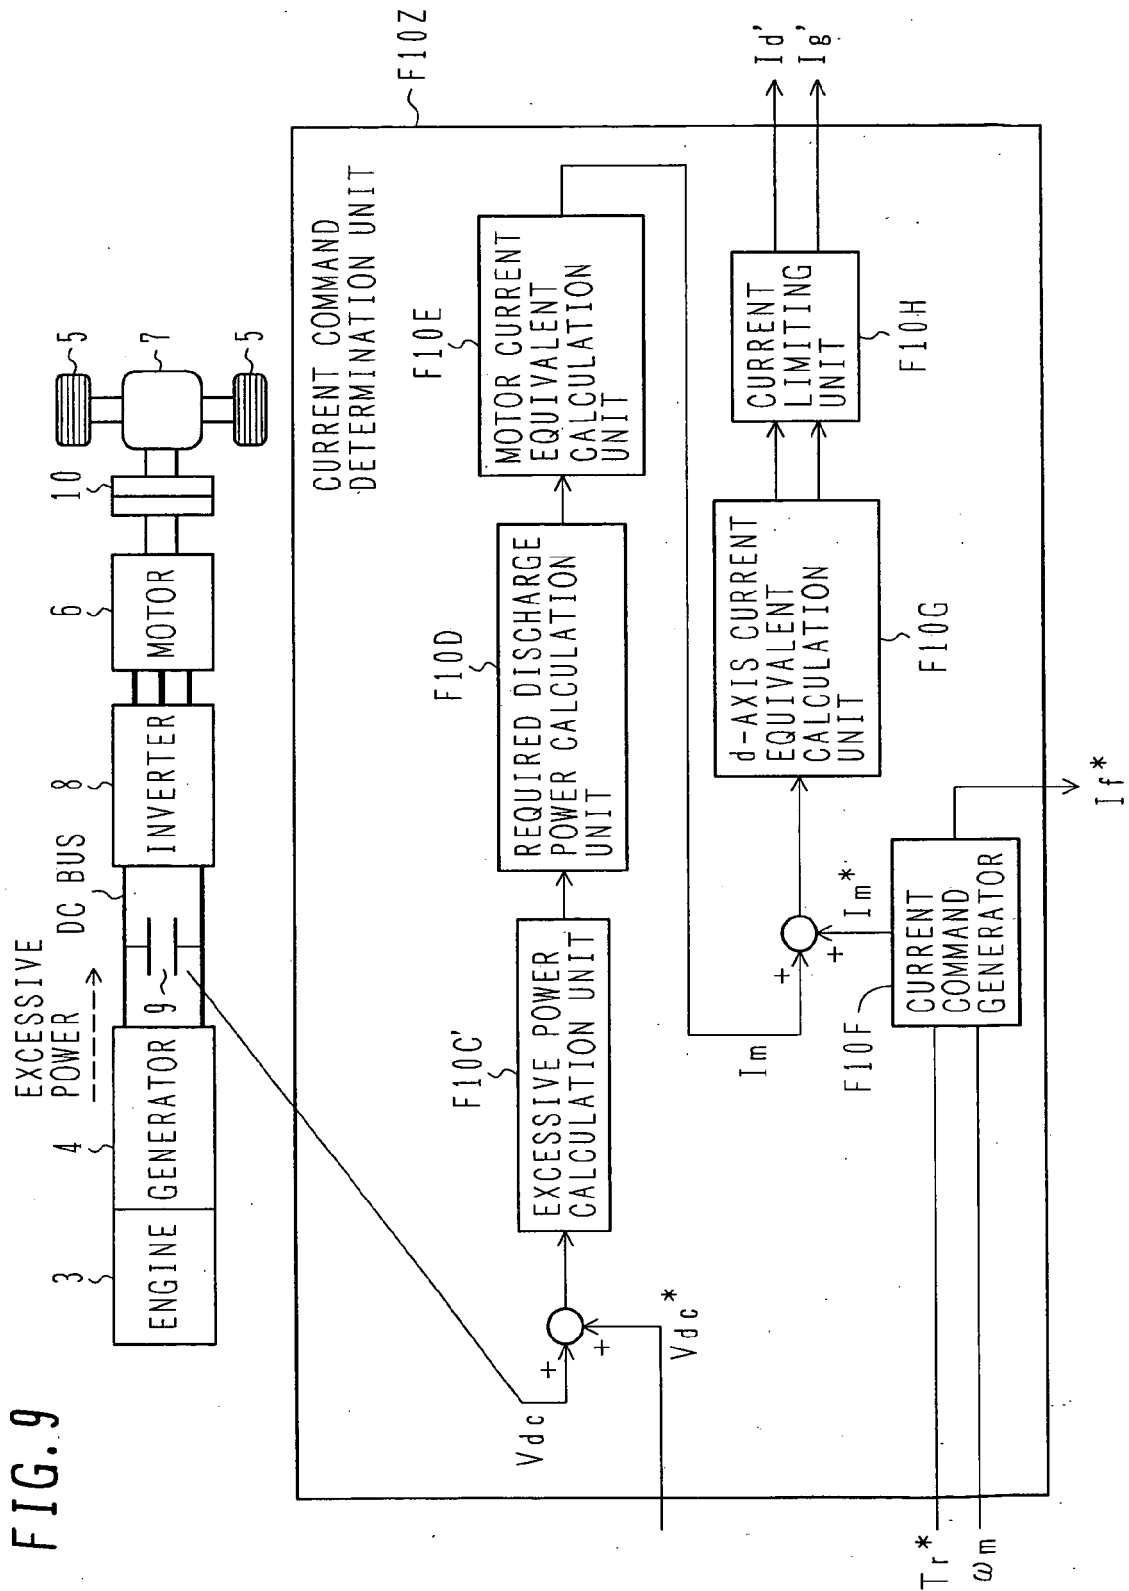 FIG.9
EXCESSIVE
POWER
DC BUS
3
4
8
6
10
5
7
5
9
ENGINE
GENERATOR
INVERTER
MOTOR
F10Z
CURRENT COMMAND
DETERMINATION UNIT
Vdc
+
+
Vdc*
F10C'
EXCESSIVE POWER
CALCULATION UNIT
F10D
REQUIRED DISCHARGE
POWER CALCULATION
UNIT
F10E
MOTOR CURRENT
EQUIVALENT
CALCULATION
UNIT
Im
+
+
Im*
d-AXIS CURRENT
EQUIVALENT
CALCULATION
UNIT
F10G
CURRENT
LIMITING
UNIT
F10H
Id'
Ig'
F10F
CURRENT
COMMAND
GENERATOR
If*
Tr*
ωm